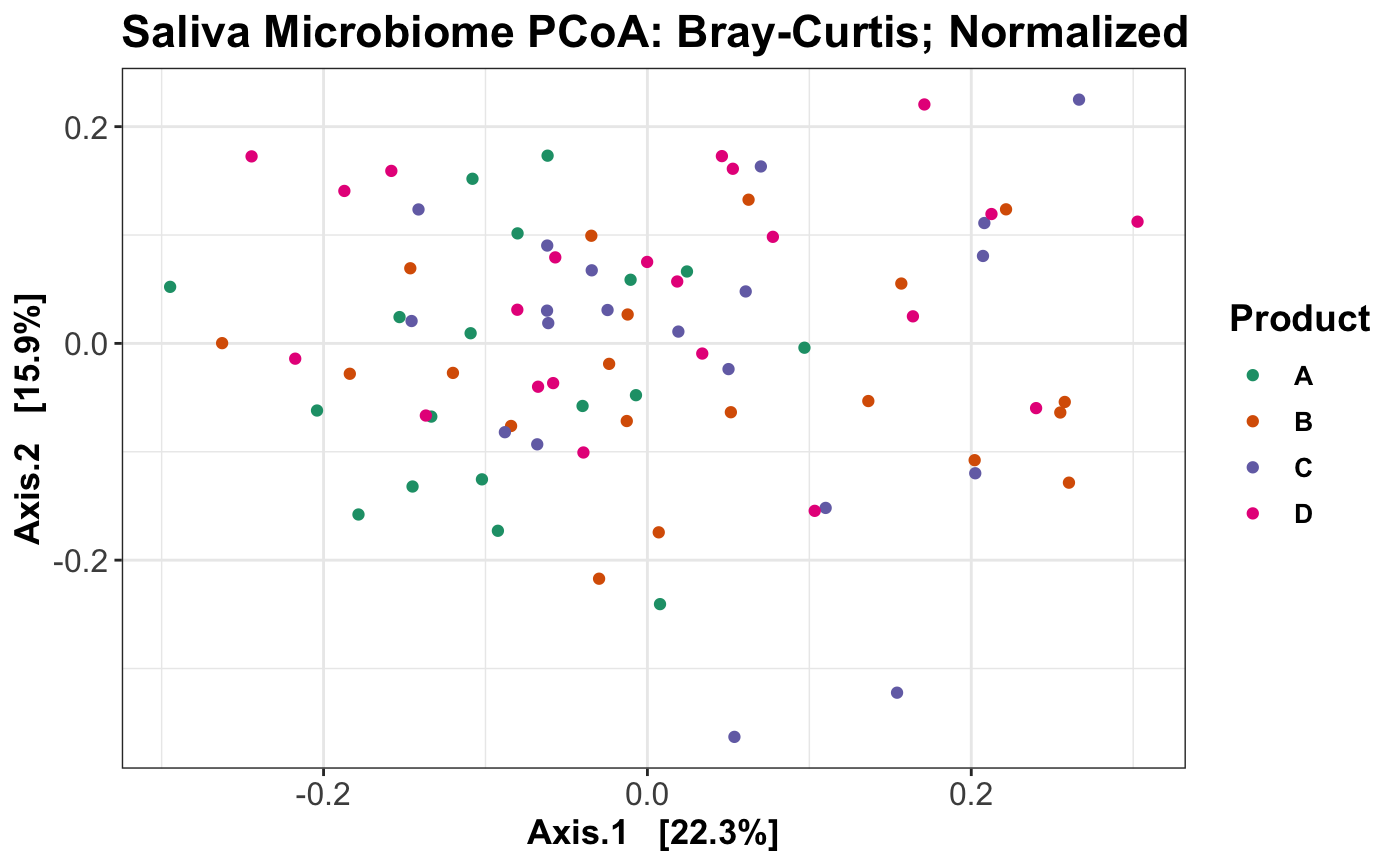 Saliva Microbiome PCoA: Bray-Curtis; Normalized
0.2
0.0
-0.2
Axis.2 [15.9%]
-0.2 0.0 0.2
Axis.1 [22.3%]
Product
A
B
C
D